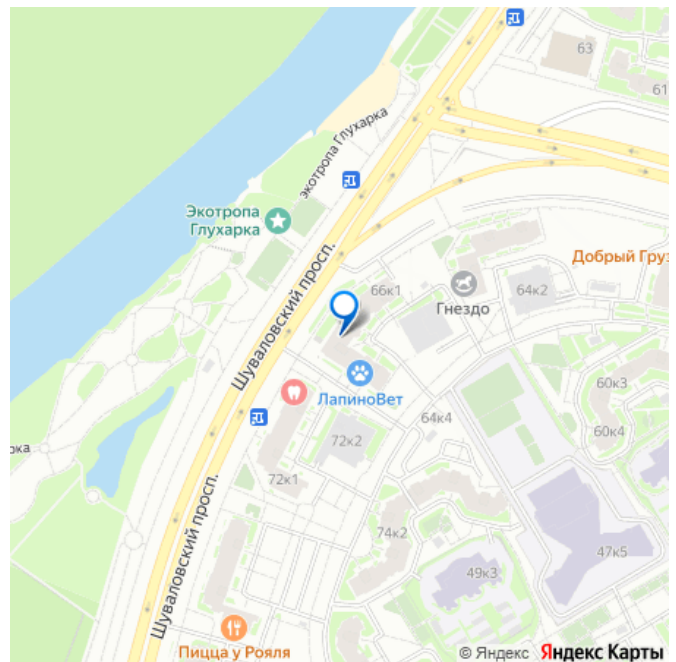 63
61
экотропа Глухарка
Экотропа
Глухарка
Шуваловский просп.
Добрый Груз
66к1
Гнездо
64к2
ЛапиноВет
60к3
64к4
60к4
рка
72к2
72к1
Шуваловский просп.
74к2
47к5
49к3
Пицца у Рояля
© Яндекс Яндекс Карты